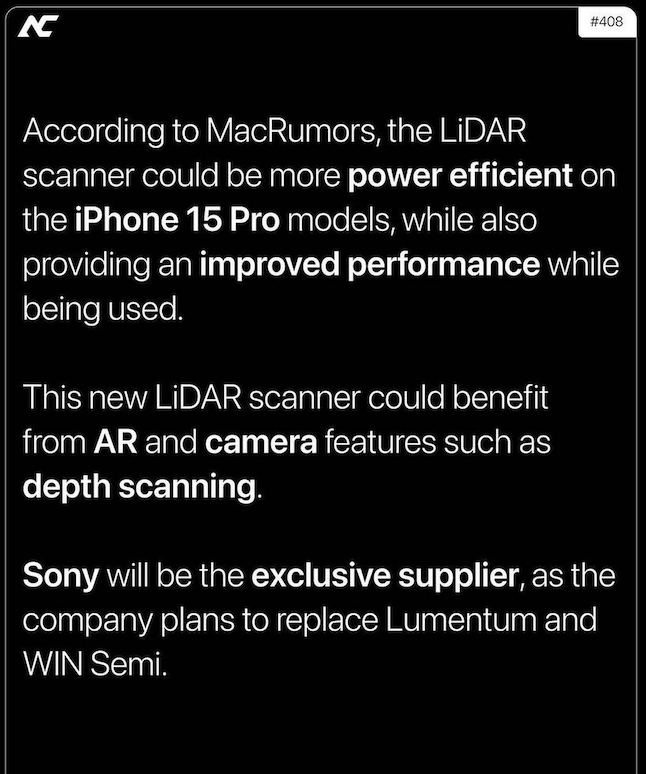 NC
#408
According to MacRumors, the LiDAR
scanner could be more power efficient on
the iPhone 15 Pro models, while also
providing an improved performance while
being used.
This new LiDAR scanner could benefit
from AR and camera features such as
depth scanning.
Sony will be the exclusive supplier, as the
company plans to replace Lumentum and
WIN Semi.